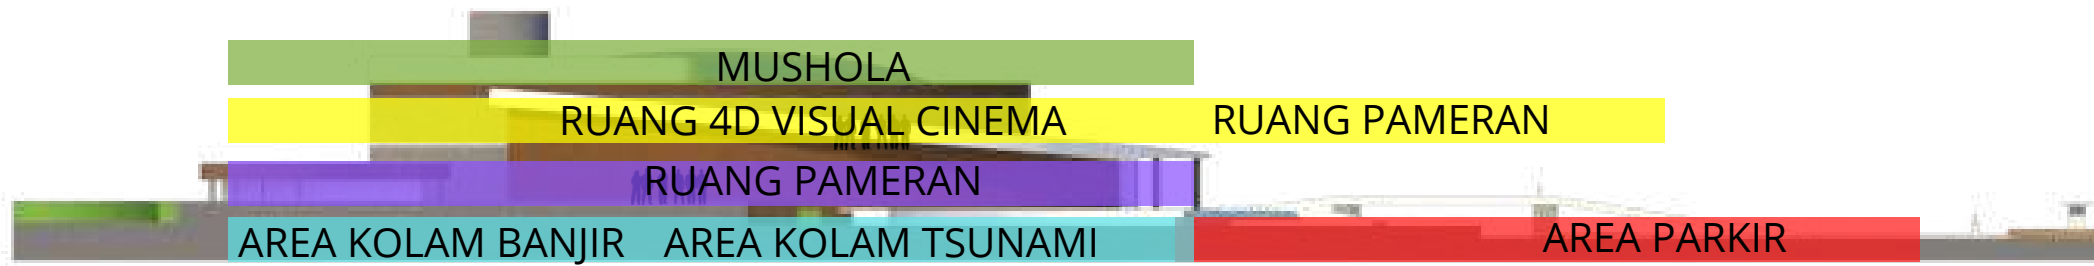 MUSHOLA
RUANG 4D VISUAL CINEMA
RUANG PAMERAN
RUANG PAMERAN
AREA KOLAM BANJIR
AREA KOLAM TSUNAMI
AREA PARKIR